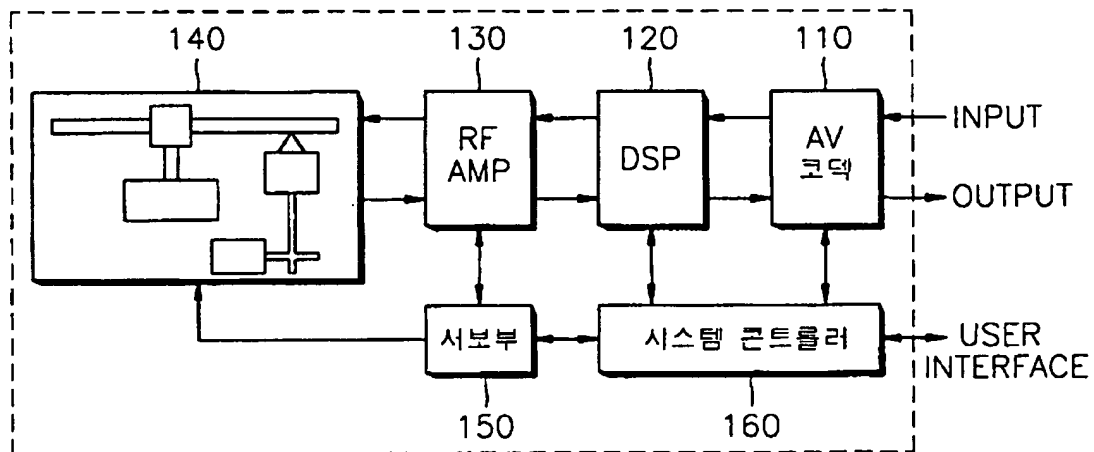 140
130
120
110
RF
AMP
DSP
AV
코덱
INPUT
OUTPUT
서보부
시스템 콘트롤러
USER
INTERFACE
150
160